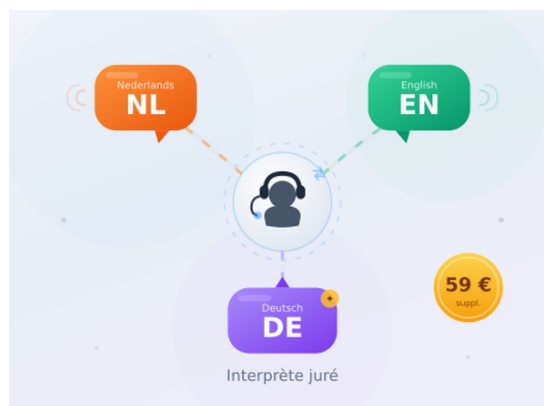 Nederlands
NL
English
EN
59 €
suppl.
Deutsch
DE
Interprète juré